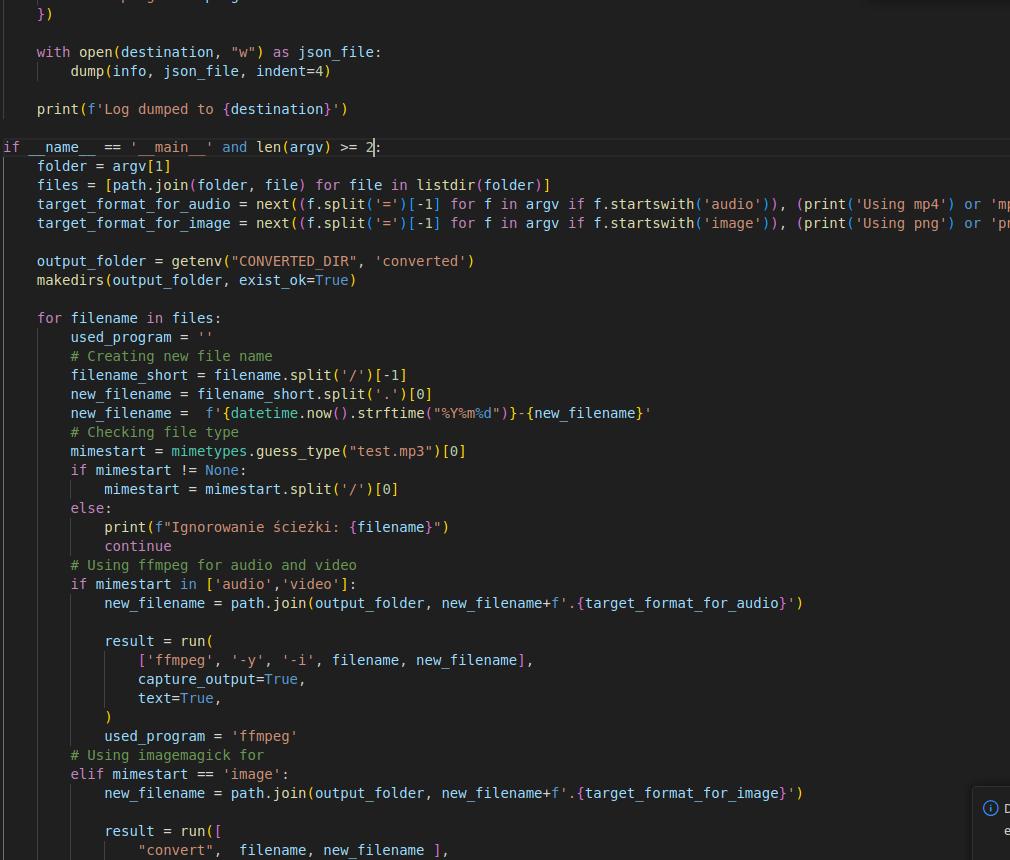 })
with open(destination, "w") as json_file:
dump(info, json_file, indent=4)
print(f'Log dumped to {destination}')
if __name__ == '__main__' and len(argv) >= 2:
folder = argv[1]
files = [path.join(folder, file) for file in listdir(folder)]
target_format_for_audio = next((f.split('=')[-1] for f in argv if f.startswith('audio')), (print('Using mp4') or 'mp
target_format_for_image = next((f.split('=')[-1] for f in argv if f.startswith('image')), (print('Using png') or 'pr
output_folder = getenv("CONVERTED_DIR", 'converted')
makedirs(output_folder, exist_ok=True)
for filename in files:
used_program = ''
# Creating new file name
filename_short = filename.split('/')[-1]
new_filename = filename_short.split('.')[0]
new_filename =  f'{datetime.now().strftime("%Y%m%d")}-{new_filename}'
# Checking file type
mimestart = mimetypes.guess_type("test.mp3")[0]
if mimestart != None:
mimestart = mimestart.split('/')[0]
else:
print(f"Ignorowanie ścieżki: {filename}")
continue
# Using ffmpeg for audio and video
if mimestart in ['audio','video']:
new_filename = path.join(output_folder, new_filename+f'.{target_format_for_audio}')
result = run(
['ffmpeg', '-y', '-i', filename, new_filename],
capture_output=True,
text=True,
)
used_program = 'ffmpeg'
# Using imagemagick for
elif mimestart == 'image':
new_filename = path.join(output_folder, new_filename+f'.{target_format_for_image}')
result = run([
"convert",  filename, new_filename ],